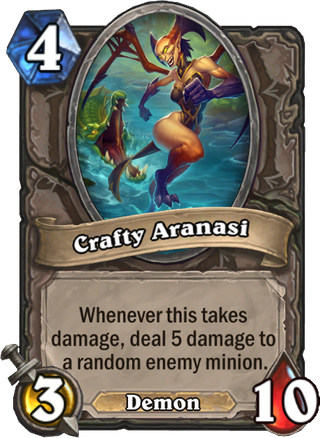 4
Crafty Aranasi
Whenever this takes
damage, deal 5 damage to
a random enemy minion.
3
Demon
10